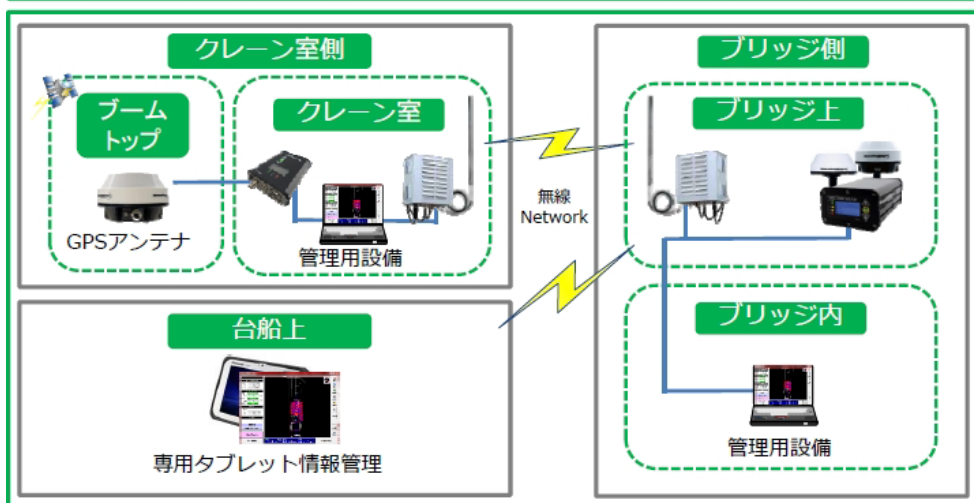 クレーン室側
ブーム
トップ
GPSアンテナ
クレーン室
管理用設備
無線
Network
ブリッジ側
ブリッジ上
ブリッジ内
管理用設備
台船上
専用タブレット情報管理